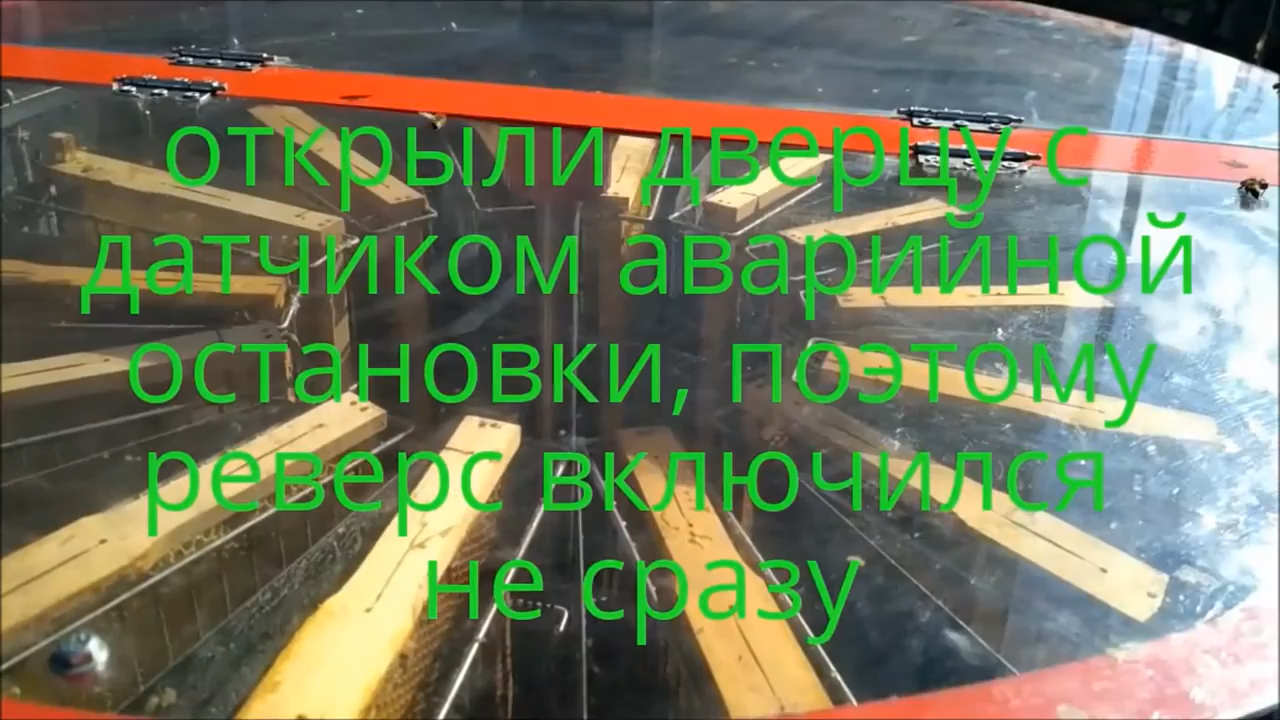 открыли дверцу с
датчиком аварийной
остановки, поэтому
реверс включился
не сразу